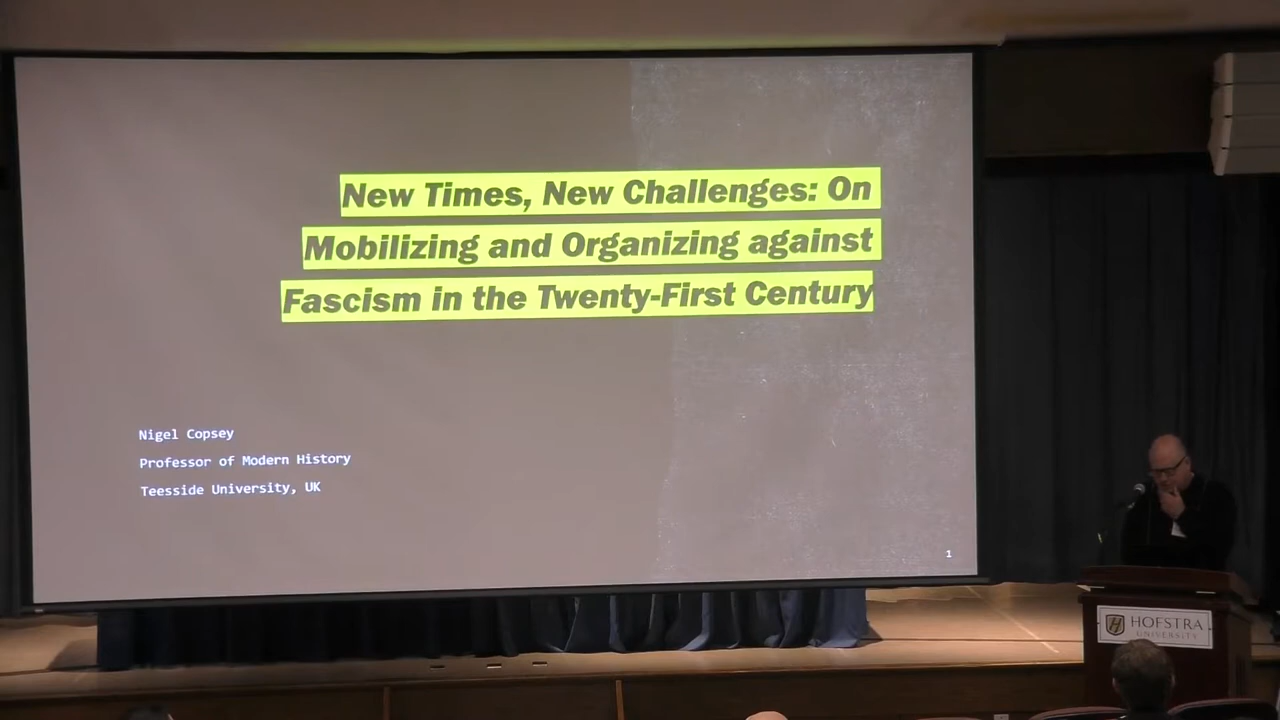 New Times, New Challenges: On
Mobilizing and Organizing against
Fascism in the Twenty-First Century
Nigel Copsey
Professor of Modern History
Teesside University, UK
1
HOFSTRA
UNIVERSITY